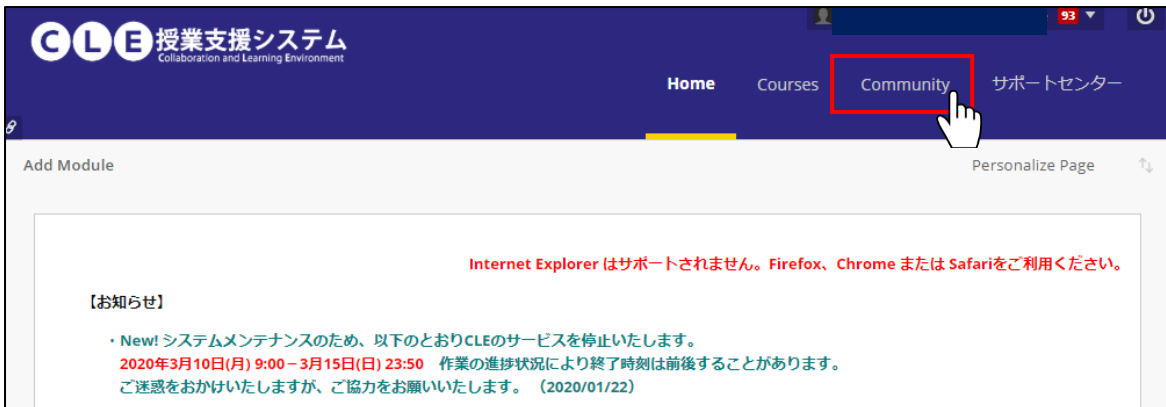 93
CLE 授業支援システム
Collaboration and Learning Environment
Home Courses Community サポートセンター
Add Module Personalize Page
Internet Explorer はサポートされません。Firefox、Chrome または Safariをご利用ください。
【お知らせ】
・New! システムメンテナンスのため、以下のとおりCLEのサービスを停止いたします。
2020年3月10日(月) 9:00－3月15日(日) 23:50 作業の進捗状況により終了時刻は前後することがあります。
ご迷惑をおかけいたしますが、ご協力をお願いいたします。（2020/01/22）